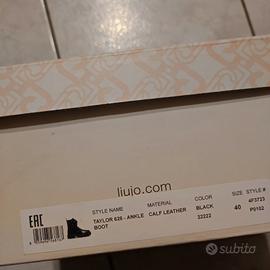 liujo.com
EAC
STYLE NAME
TAYLOR 626 - ANKLE
BOOT
MATERIAL
CALF LEATHER
COLOR
BLACK
22222
SIZE
40
STYLE #
4F3723
P0102
subito